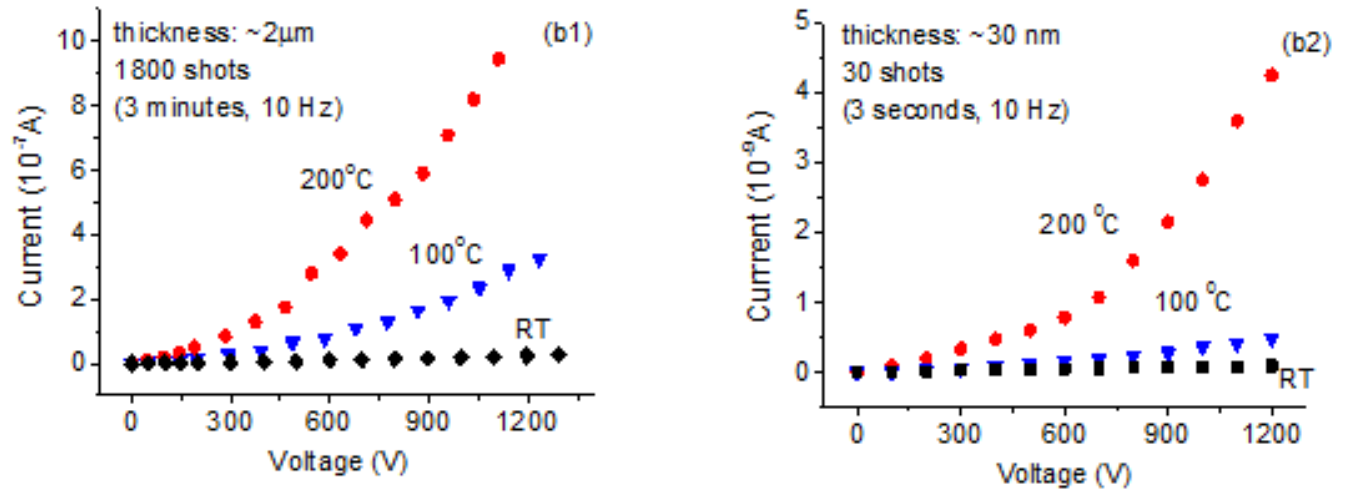 thickness: ~2μm
(b1)
1800 shots
(3 minutes, 10 Hz)
200°C
100°C
RT
10
8
6
4
2
0
Current (10⁻⁷A)
0
300
600
900
1200
Voltage (V)
thickness: ~30 nm
(b2)
30 shots
(3 seconds, 10 Hz)
200 °C
100 °C
RT
5
4
3
2
1
0
Current (10⁻⁹A)
0
300
600
900
1200
Voltage (V)